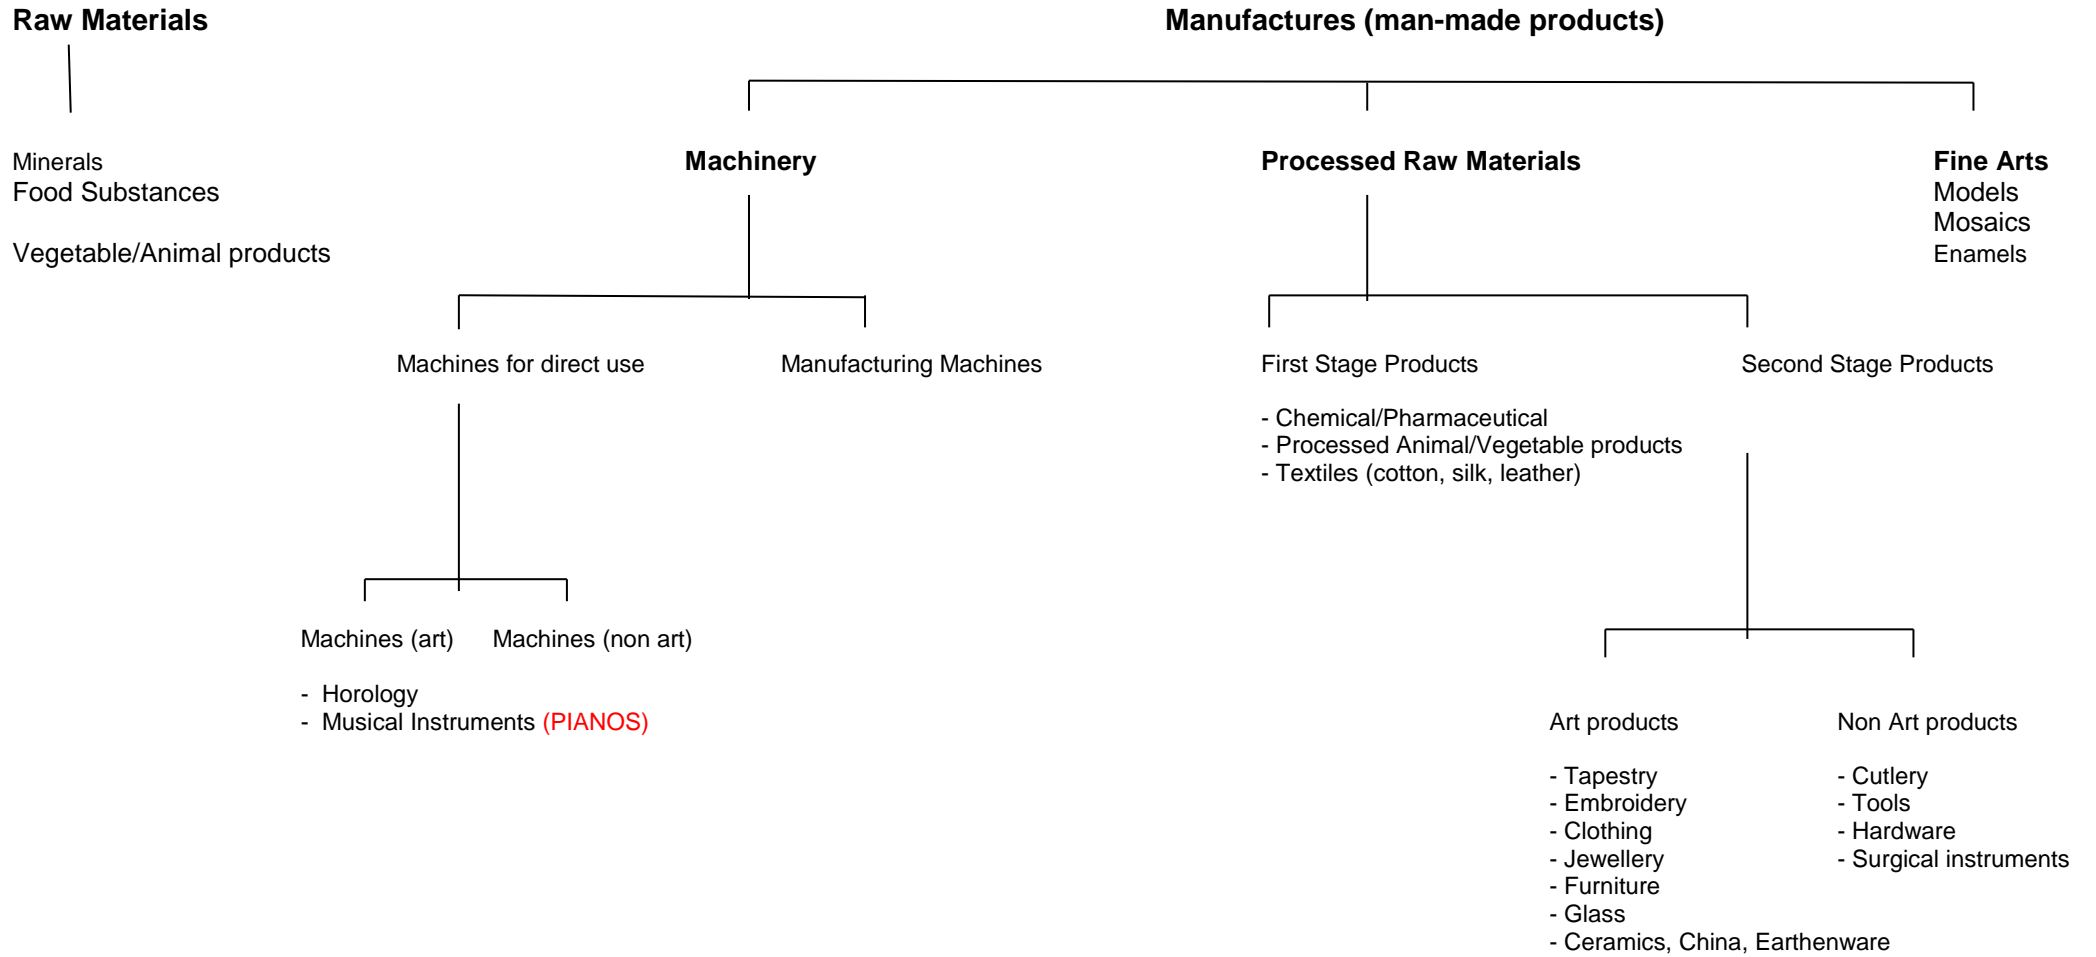 Raw Materials
Manufactures (man-made products)
Minerals
Food Substances
Vegetable/Animal products
Machinery
Processed Raw Materials
Fine Arts
Models
Mosaics
Enamels
Machines for direct use
Manufacturing Machines
First Stage Products
- Chemical/Pharmaceutical
- Processed Animal/Vegetable products
- Textiles (cotton, silk, leather)
Second Stage Products
Machines (art)
- Horology
- Musical Instruments (PIANOS)
Machines (non art)
Art products
- Tapestry
- Embroidery
- Clothing
- Jewellery
- Furniture
- Glass
- Ceramics, China, Earthenware
Non Art products
- Cutlery
- Tools
- Hardware
- Surgical instruments